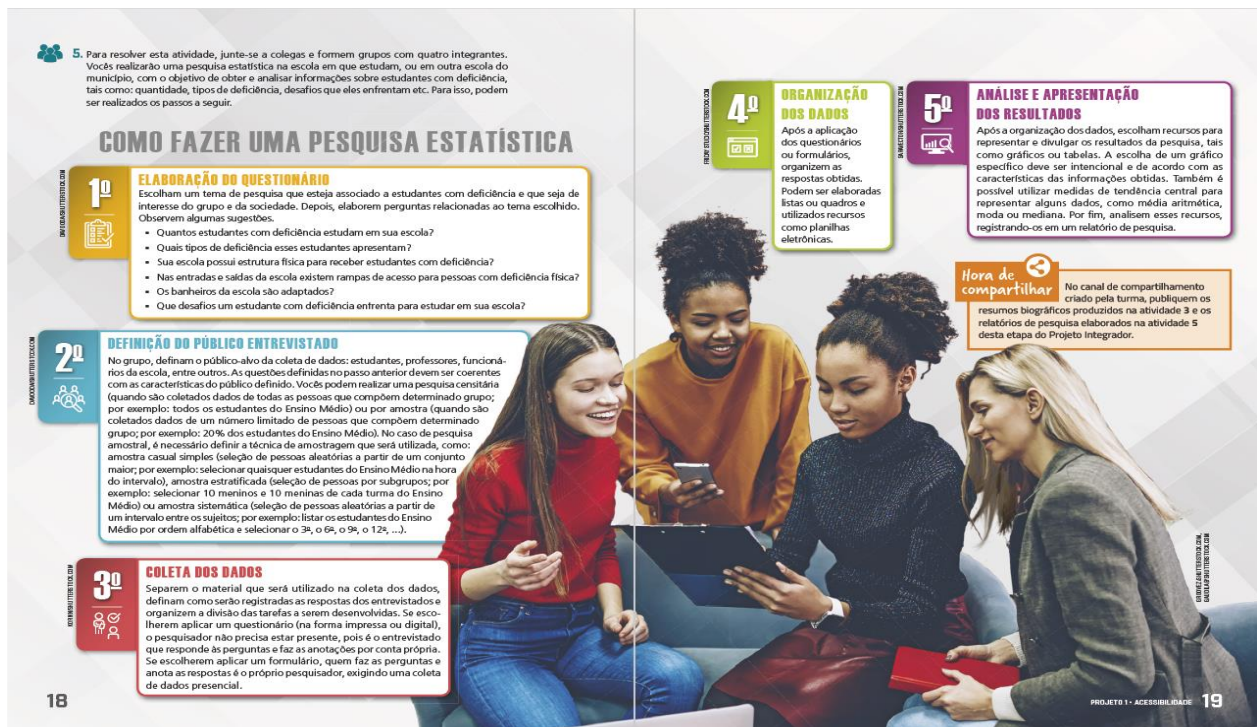 5. Para resolver esta atividade, junte-se a colegas e formem grupos com quatro integrantes.
Vocês realizarão uma pesquisa estatística na escola em que estudam, ou em outra escola do
município, com o objetivo de obter e analisar informações sobre estudantes com deficiência,
tais como: quantidade, tipos de deficiência, desafios que eles enfrentam etc. Para isso, podem
ser realizados os passos a seguir.
COMO FAZER UMA PESQUISA ESTATÍSTICA
1º
ELABORAÇÃO DO QUESTIONÁRIO
Escolham um tema de pesquisa que esteja associado a estudantes com deficiência e que seja de
interesse do grupo e da sociedade. Depois, elaborem perguntas relacionadas ao tema escolhido.
Observem algumas sugestões.
• Quantos estudantes com deficiência estudam em sua escola?
• Quais tipos de deficiência esses estudantes apresentam?
• Sua escola possui estrutura física para receber estudantes com deficiência?
• Nas entradas e saídas da escola existem rampas de acesso para pessoas com deficiência física?
• Os banheiros da escola são adaptados?
• Que desafios um estudante com deficiência enfrenta para estudar em sua escola?
2º
DEFINIÇÃO DO PÚBLICO ENTREVISTADO
No grupo, definam o público-alvo da coleta de dados: estudantes, professores, funcioná-
rios da escola, entre outros. As questões definidas no passo anterior devem ser coerentes
com as características do público definido. Vocês podem realizar uma pesquisa censitária
(quando são coletados dados de todas as pessoas que compõem determinado grupo;
por exemplo: todos os estudantes do Ensino Médio) ou por amostra (quando são
coletados dados de um número limitado de pessoas que compõem determinado
grupo; por exemplo: 20% dos estudantes do Ensino Médio). No caso de pesquisa
amostral, é necessário definir a técnica de amostragem que será utilizada, como:
amostra casual simples (seleção de pessoas aleatórias a partir de um conjunto
maior; por exemplo: selecionar quaisquer estudantes do Ensino Médio na hora
do intervalo), amostra estratificada (seleção de pessoas por subgrupos; por
exemplo: selecionar 10 meninos e 10 meninas de cada turma do Ensino
Médio) ou amostra sistemática (seleção de pessoas aleatórias a partir de
um intervalo entre os sujeitos; por exemplo: listar os estudantes do Ensino
Médio por ordem alfabética e selecionar o 3º, o 6º, o 9º, o 12º, ...).
3º
COLETA DOS DADOS
Separem o material que será utilizado na coleta dos dados,
definam como serão registradas as respostas dos entrevistados e
organizem a divisão das tarefas a serem desenvolvidas. Se esco-
lherem aplicar um questionário (na forma impressa ou digital),
o pesquisador não precisa estar presente, pois é o entrevistado
que responde às perguntas e faz as anotações por conta própria.
Se escolherem aplicar um formulário, quem faz as perguntas e
anota as respostas é o próprio pesquisador, exigindo uma coleta
de dados presencial.
18
4º
ORGANIZAÇÃO
DOS DADOS
Após a aplicação
dos questionários
ou formulários,
organizem as
respostas obtidas.
Podem ser elaboradas
listas ou quadros e
utilizados recursos
como planilhas
eletrônicas.
5º
ANÁLISE E APRESENTAÇÃO
DOS RESULTADOS
Após a organização dos dados, escolham recursos para
representar e divulgar os resultados da pesquisa, tais
como gráficos ou tabelas. A escolha de um gráfico
específico deve ser intencional e de acordo com as
características das informações obtidas. Também é
possível utilizar medidas de tendência central para
representar alguns dados, como média aritmética,
moda ou mediana. Por fim, analisem esses recursos,
registrando-os em um relatório de pesquisa.
Hora de
compartilhar
No canal de compartilhamento
criado pela turma, publiquem os
resumos biográficos produzidos na atividade 3 e os
relatórios de pesquisa elaborados na atividade 5
desta etapa do Projeto Integrador.
PROJETO 1 • ACESSIBILIDADE 19